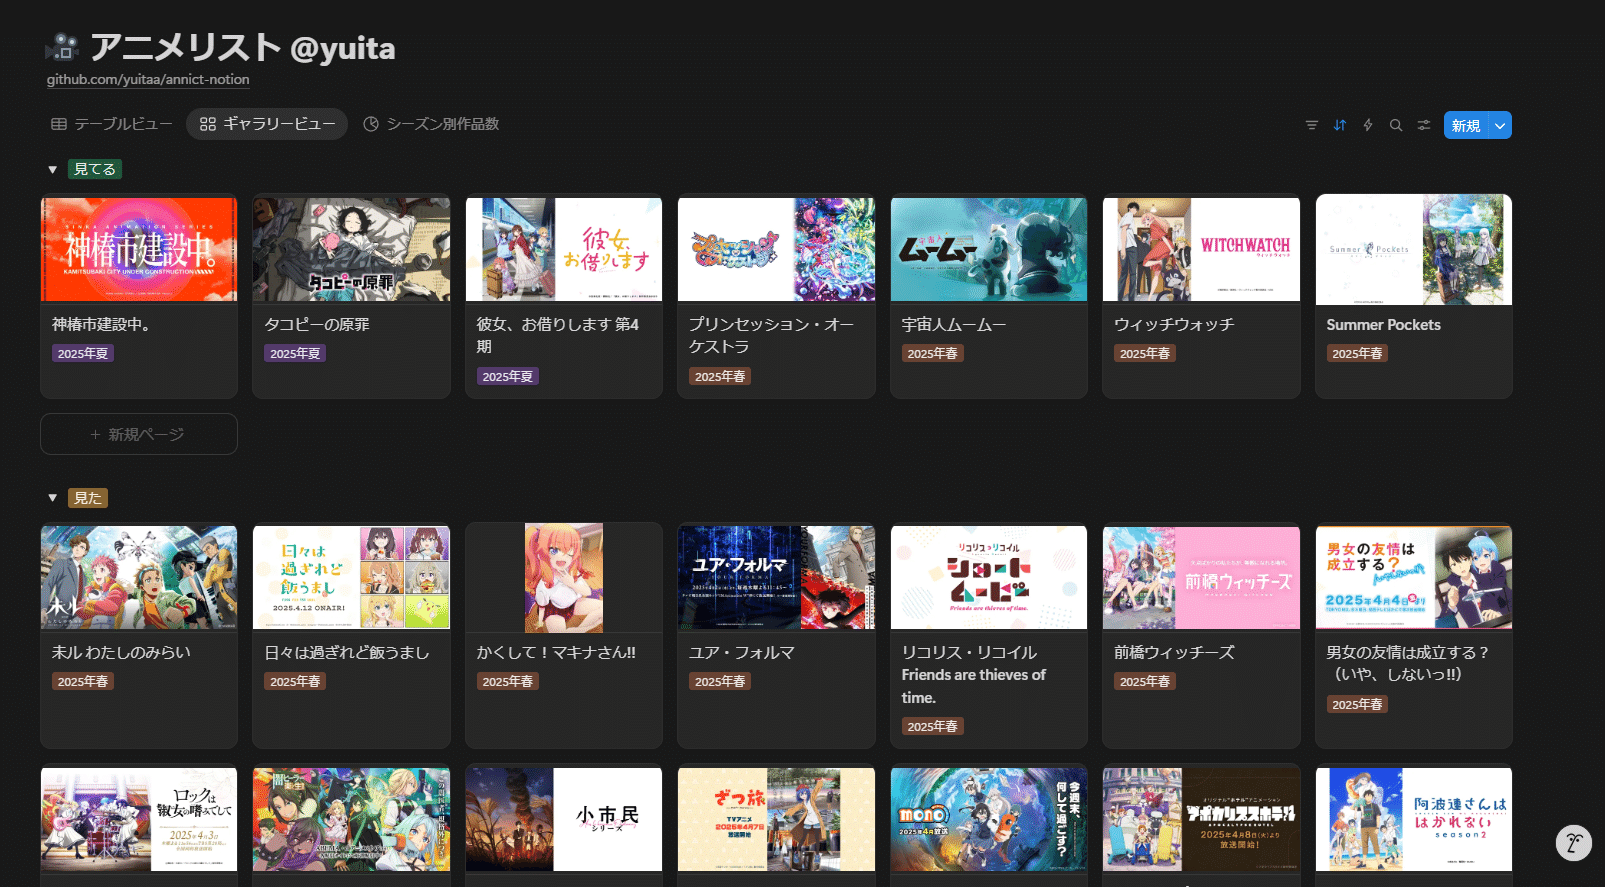 アニメリスト @yuita
github.com/yuitaa/annict-notion
テーブルビュー
ギャラリービュー
シーズン別作品数
新規
見てる
神椿市建設中。
KAMITSUBAKI CITY UNDER CONSTRUCTION
タコピーの原罪
彼女、
お借りします
宇宙人
ムームー
WITCHWATCH
ウィッチウォッチ
Summer Pockets
神椿市建設中。
2025年夏
タコピーの原罪
2025年夏
彼女、お借りします 第4
期
2025年夏
プリンセッション・オー
ケストラ
2025年春
宇宙人ムームー
2025年春
ウィッチウォッチ
2025年春
Summer Pockets
2025年春
+ 新規ページ
見た
未ル
日々は
過ぎれど
飯うまし
2025.4.12 ONAIR!
ユア・フォルマ
リコリス・リコイル
ショート
ムービー
Friends are thieves of time.
前橋ウィッチーズ
男女の友情は
成立する?
2025年4月4日より
未ル わたしのみらい
2025年春
日々は過ぎれど飯うまし
2025年春
かくして！マキナさん!!
2025年春
ユア・フォルマ
2025年春
リコリス・リコイル
Friends are thieves of
time.
2025年春
前橋ウィッチーズ
2025年春
男女の友情は成立する？
（いや、しないっ!!）
2025年春
ロックは
淑女の嗜みでして
2025年4月3日
小市民
シリーズ
ざつ旅
TVアニメ
2025年4月7日
放送開始
mono
2025年4月放送
今週末、
何して過ごす?
アポカリプスホテル
2025年4月8日(火)より
放送開始!
阿波連さんは
はかれない
season2